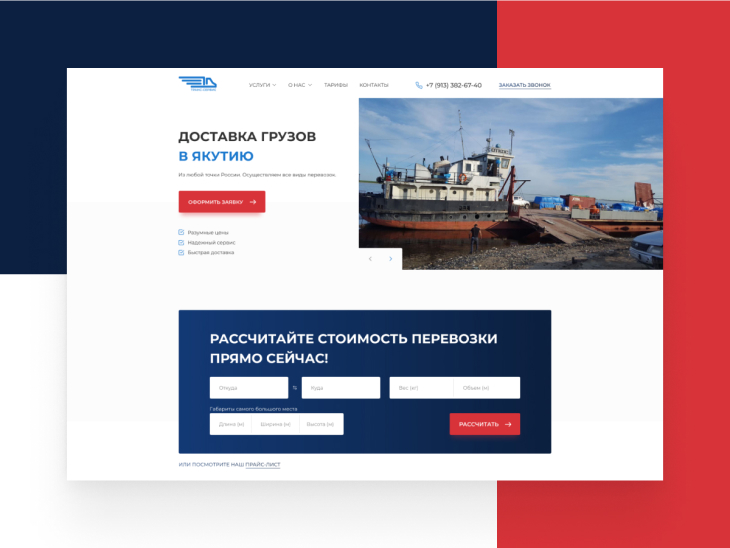 УСЛУГИ О НАС ТАРИФЫ КОНТАКТЫ +7 (913) 382-67-40 ЗАКАЗАТЬ ЗВОНОК
ДОСТАВКА ГРУЗОВ
В ЯКУТИЮ
Из любой точки России. Осуществляем все виды перевозок.
ОФОРМИТЬ ЗАЯВКУ
Разумные цены
Надежный сервис
Быстрая доставка
РАССЧИТАЙТЕ СТОИМОСТЬ ПЕРЕВОЗКИ
ПРЯМО СЕЙЧАС!
Откуда Куда Вес (кг) Объем (м)
Габариты самого большого места
Длина (м) Ширина (м) Высота (м) РАССЧИТАТЬ
ИЛИ ПОСМОТРИТЕ НАШ ПРАЙС-ЛИСТ